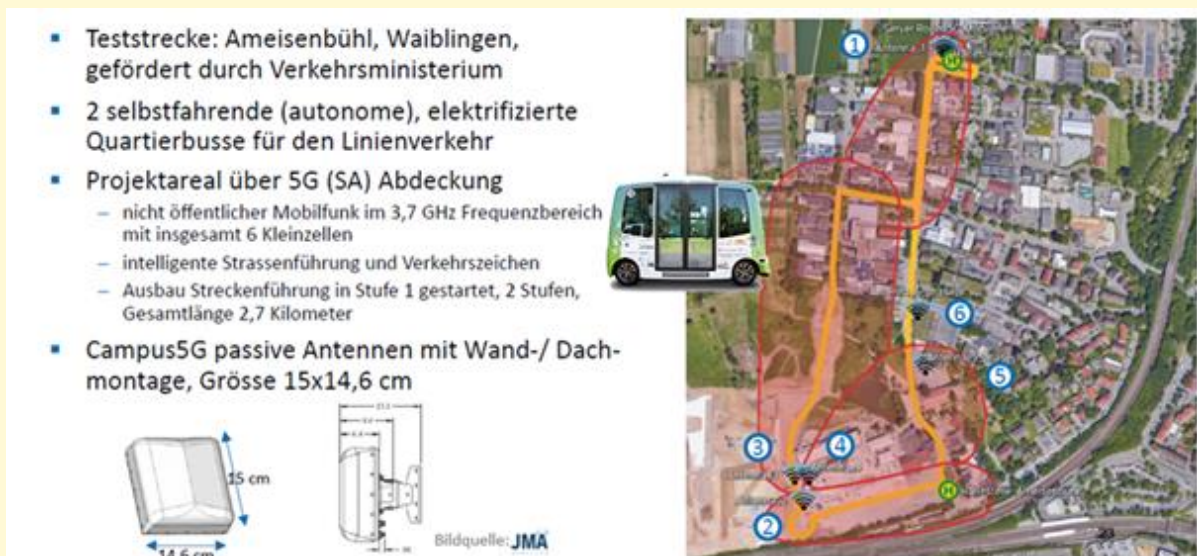 Teststrecke: Ameisenbühl, Waiblingen,
gefördert durch Verkehrsministerium
2 selbstfahrende (autonome), elektrifizierte
Quartierbusse für den Linienverkehr
Projektareal über 5G (SA) Abdeckung
– nicht öffentlicher Mobilfunk im 3,7 GHz Frequenzbereich
mit insgesamt 6 Kleinzellen
– intelligente Strassenführung und Verkehrszeichen
– Ausbau Streckenführung in Stufe 1 gestartet, 2 Stufen,
Gesamtlänge 2,7 Kilometer
Campus5G passive Antennen mit Wand-/ Dach-
montage, Grösse 15x14,6 cm
15 cm
14,6 cm
Bildquelle: JMA
1
H
6
5
3
4
H
2
23